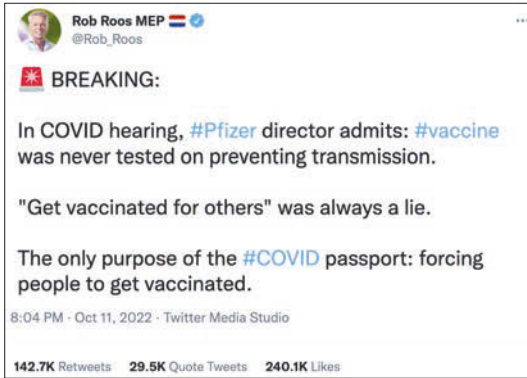 Rob Roos MEP 🇳🇱
@Rob_Roos
🚨 BREAKING:
In COVID hearing, #Pfizer director admits: #vaccine
was never tested on preventing transmission.
"Get vaccinated for others" was always a lie.
The only purpose of the #COVID passport: forcing
people to get vaccinated.
8:04 PM · Oct 11, 2022 · Twitter Media Studio
142.7K Retweets 29.5K Quote Tweets 240.1K Likes